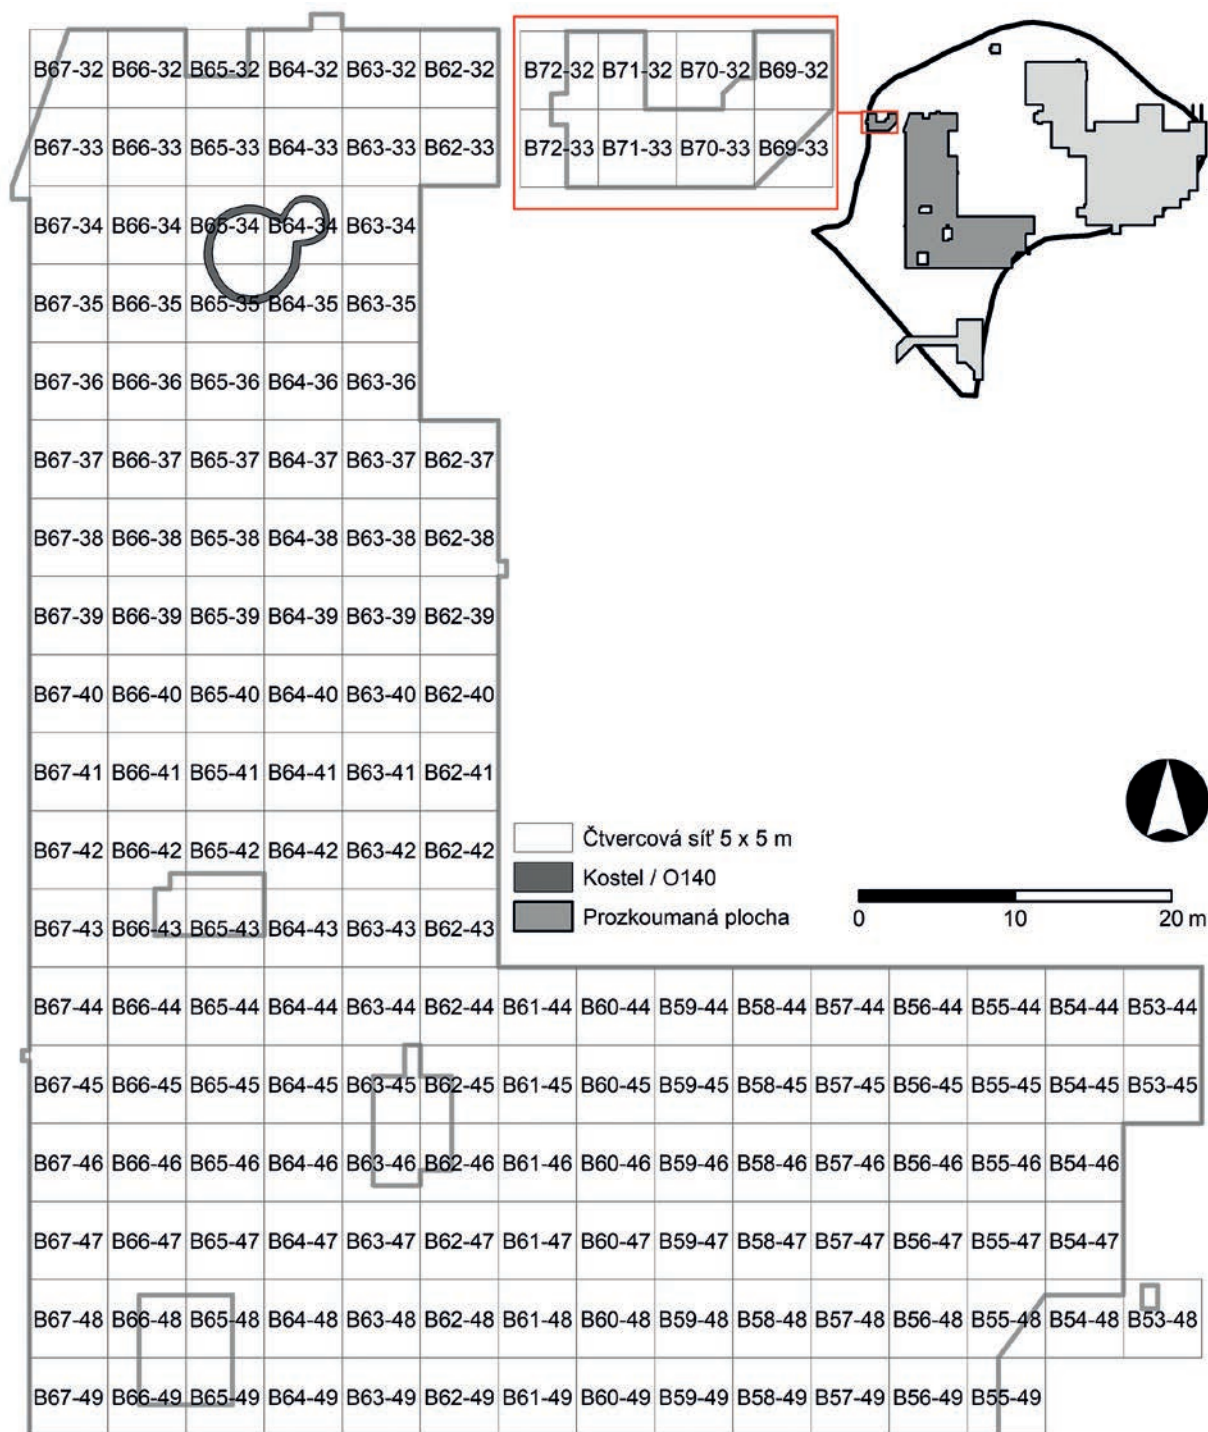 B67-32 B66-32 B65-32 B64-32 B63-32 B62-32 B72-32 B71-32 B70-32 B69-32
B67-33 B66-33 B65-33 B64-33 B63-33 B62-33 B72-33 B71-33 B70-33 B69-33
B67-34 B66-34 B65-34 B64-34 B63-34
B67-35 B66-35 B65-35 B64-35 B63-35
B67-36 B66-36 B65-36 B64-36 B63-36
B67-37 B66-37 B65-37 B64-37 B63-37 B62-37
B67-38 B66-38 B65-38 B64-38 B63-38 B62-38
B67-39 B66-39 B65-39 B64-39 B63-39 B62-39
B67-40 B66-40 B65-40 B64-40 B63-40 B62-40
B67-41 B66-41 B65-41 B64-41 B63-41 B62-41
B67-42 B66-42 B65-42 B64-42 B63-42 B62-42
B67-43 B66-43 B65-43 B64-43 B63-43 B62-43
Čtvercová síť 5 x 5 m
Kostel / O140
Prozkoumaná plocha
0 10 20 m
B67-44 B66-44 B65-44 B64-44 B63-44 B62-44 B61-44 B60-44 B59-44 B58-44 B57-44 B56-44 B55-44 B54-44 B53-44
B67-45 B66-45 B65-45 B64-45 B63-45 B62-45 B61-45 B60-45 B59-45 B58-45 B57-45 B56-45 B55-45 B54-45 B53-45
B67-46 B66-46 B65-46 B64-46 B63-46 B62-46 B61-46 B60-46 B59-46 B58-46 B57-46 B56-46 B55-46 B54-46
B67-47 B66-47 B65-47 B64-47 B63-47 B62-47 B61-47 B60-47 B59-47 B58-47 B57-47 B56-47 B55-47 B54-47
B67-48 B66-48 B65-48 B64-48 B63-48 B62-48 B61-48 B60-48 B59-48 B58-48 B57-48 B56-48 B55-48 B54-48 B53-48
B67-49 B66-49 B65-49 B64-49 B63-49 B62-49 B61-49 B60-49 B59-49 B58-49 B57-49 B56-49 B55-49